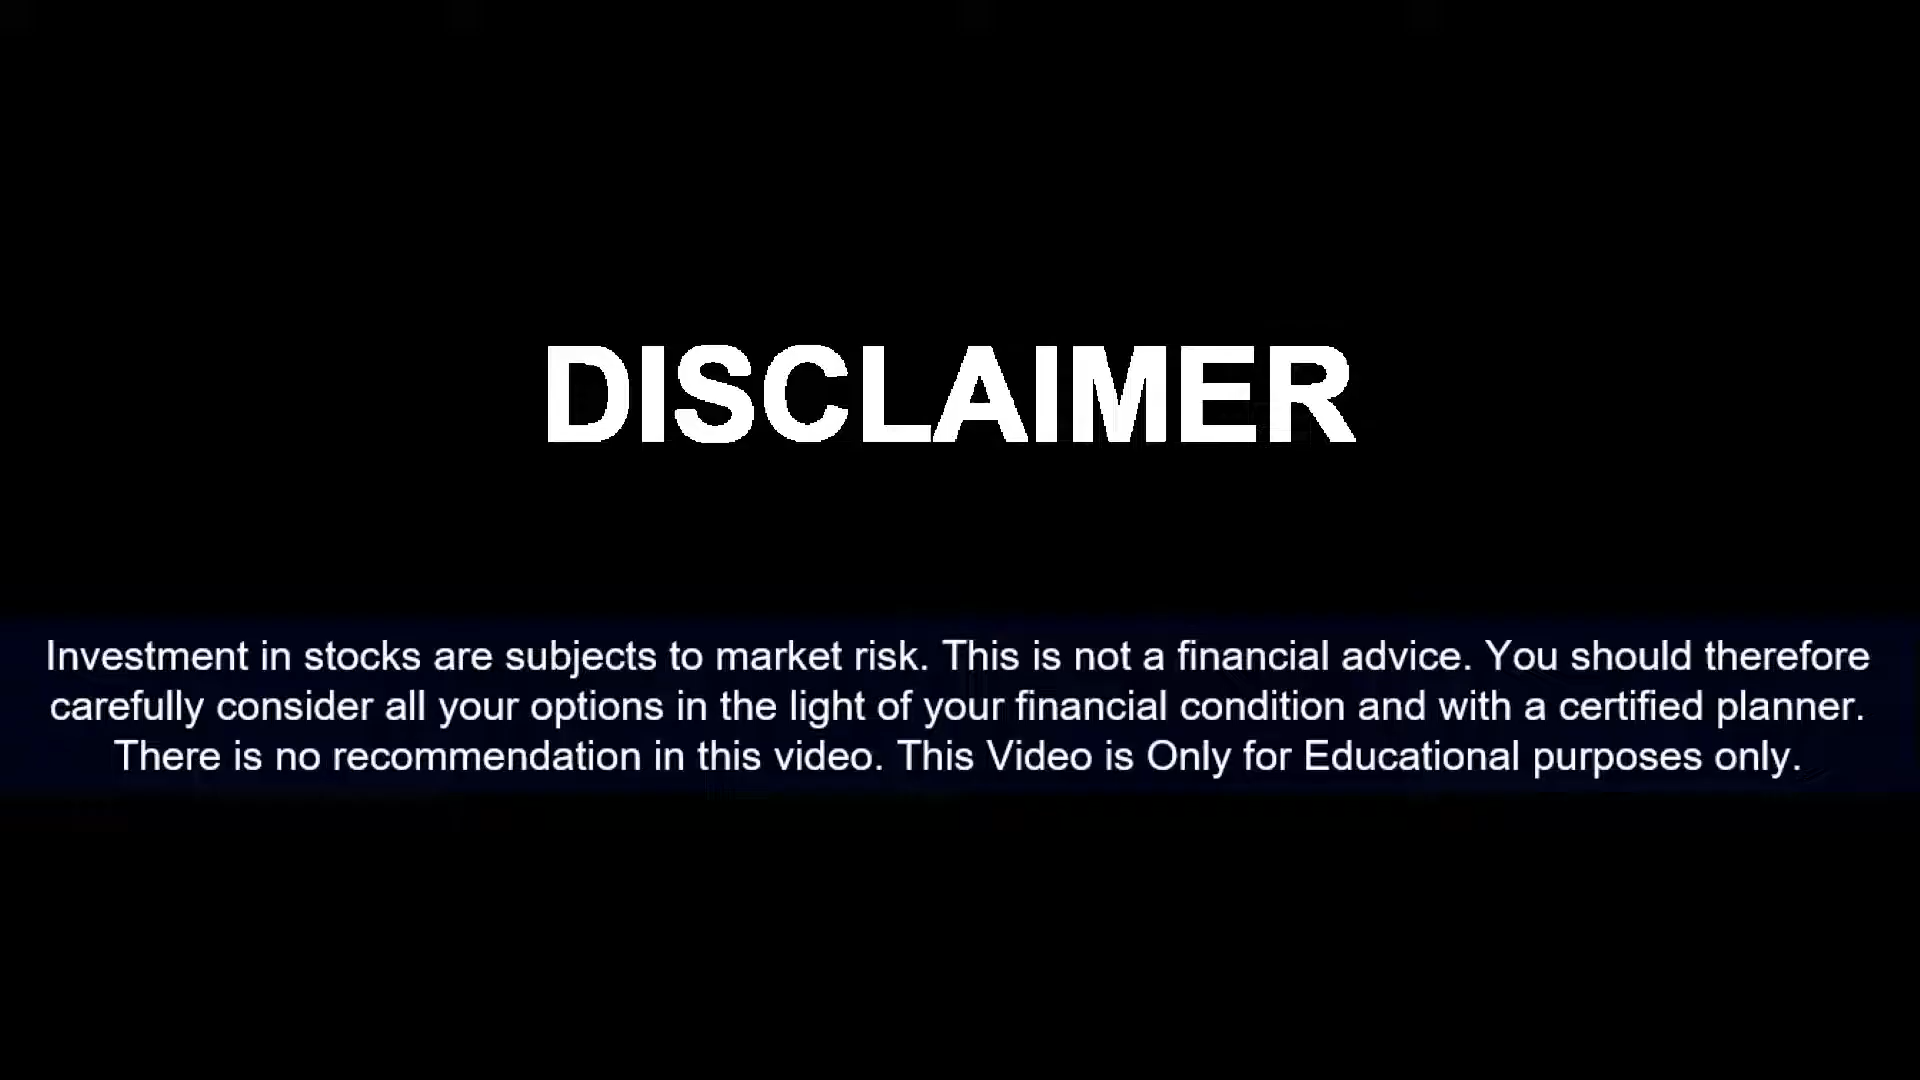 DISCLAIMER
Investment in stocks are subjects to market risk. This is not a financial advice. You should therefore
carefully consider all your options in the light of your financial condition and with a certified planner.
There is no recommendation in this video. This Video is Only for Educational purposes only.